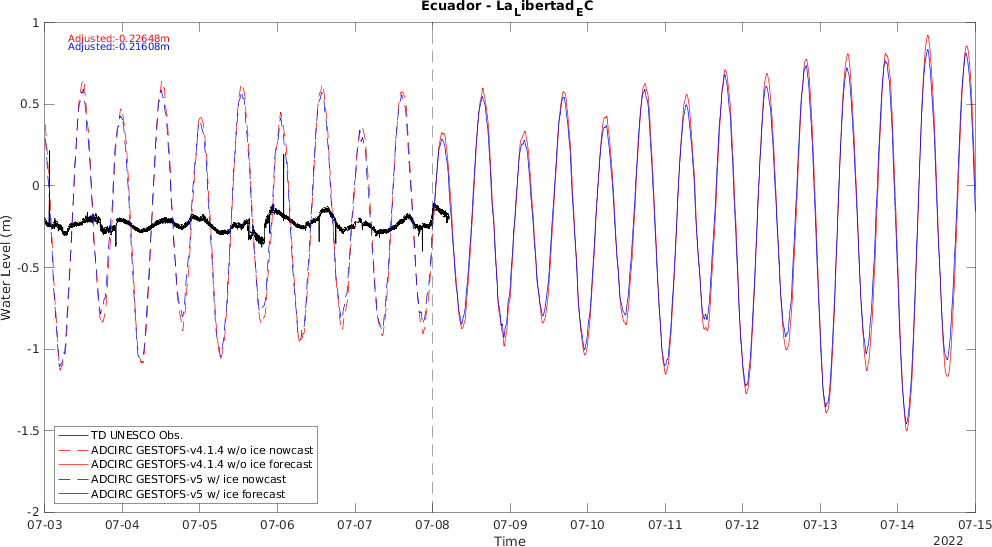 Ecuador - LaLibertadEC
Adjusted:-0.22648m
Adjusted:-0.21608m
1
0.5
0
-0.5
-1
-1.5
-2
Water Level (m)
TD UNESCO Obs.
ADCIRC GESTOFS-v4.1.4 w/o ice nowcast
ADCIRC GESTOFS-v4.1.4 w/o ice forecast
ADCIRC GESTOFS-v5 w/ ice nowcast
ADCIRC GESTOFS-v5 w/ ice forecast
07-03 07-04 07-05 07-06 07-07 07-08 07-09 07-10 07-11 07-12 07-13 07-14 07-15
Time
2022